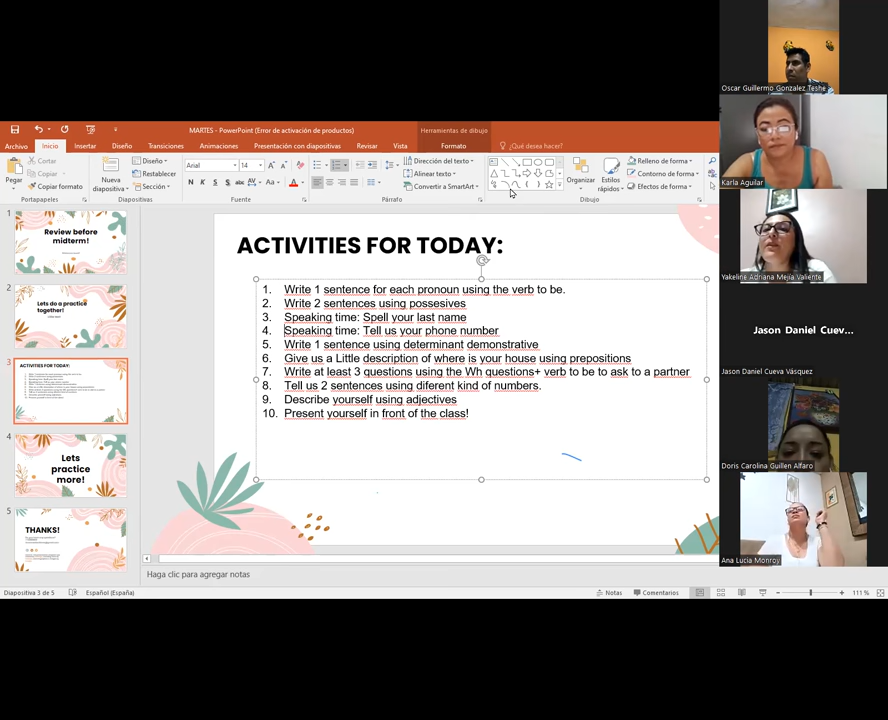 MARTES - PowerPoint (Error de activación de producto)
Herramientas de dibujo
Archivo Inicio Insertar Diseño Transiciones Animaciones Presentación con diapositivas Revisar Vista Formato ¿Qué desea hacer?
Pegar
Cortar
Copiar
Copiar formato
Portapapeles
Nueva diapositiva
Diseño
Restablecer
Sección
Diapositivas
Arial 14
N K S S abc AV Aa A
Fuente
Dirección del texto
Alinear texto
Convertir a SmartArt
Párrafo
Organizar
Estilos rápidos
Relleno de forma
Contorno de forma
Efectos de forma
Dibujo
1
Review before
midterm!
2
Lets do a practice
together!
3
ACTIVITIES FOR TODAY:
4
Lets
practice
more!
5
THANKS!
ACTIVITIES FOR TODAY:
1. Write 1 sentence for each pronoun using the verb to be.
2. Write 2 sentences using possesives
3. Speaking time: Spell your last name
4. Speaking time: Tell us your phone number
5. Write 1 sentence using determinant demonstrative
6. Give us a Little description of where is your house using prepositions
7. Write at least 3 questions using the Wh questions+ verb to be to ask to a partner
8. Tell us 2 sentences using diferent kind of numbers.
9. Describe yourself using adjectives
10. Present yourself in front of the class!
Haga clic para agregar notas
Diapositiva 3 de 5 Español (España) Notas Comentarios 111 %
Oscar Guillermo Gonzalez Teshe
Karla Aguilar
Yakeline Adriana Mejía Valiente
Jason Daniel Cuev...
Jason Daniel Cueva Vásquez
Doris Carolina Guillen Alfaro
Ana Lucia Monroy